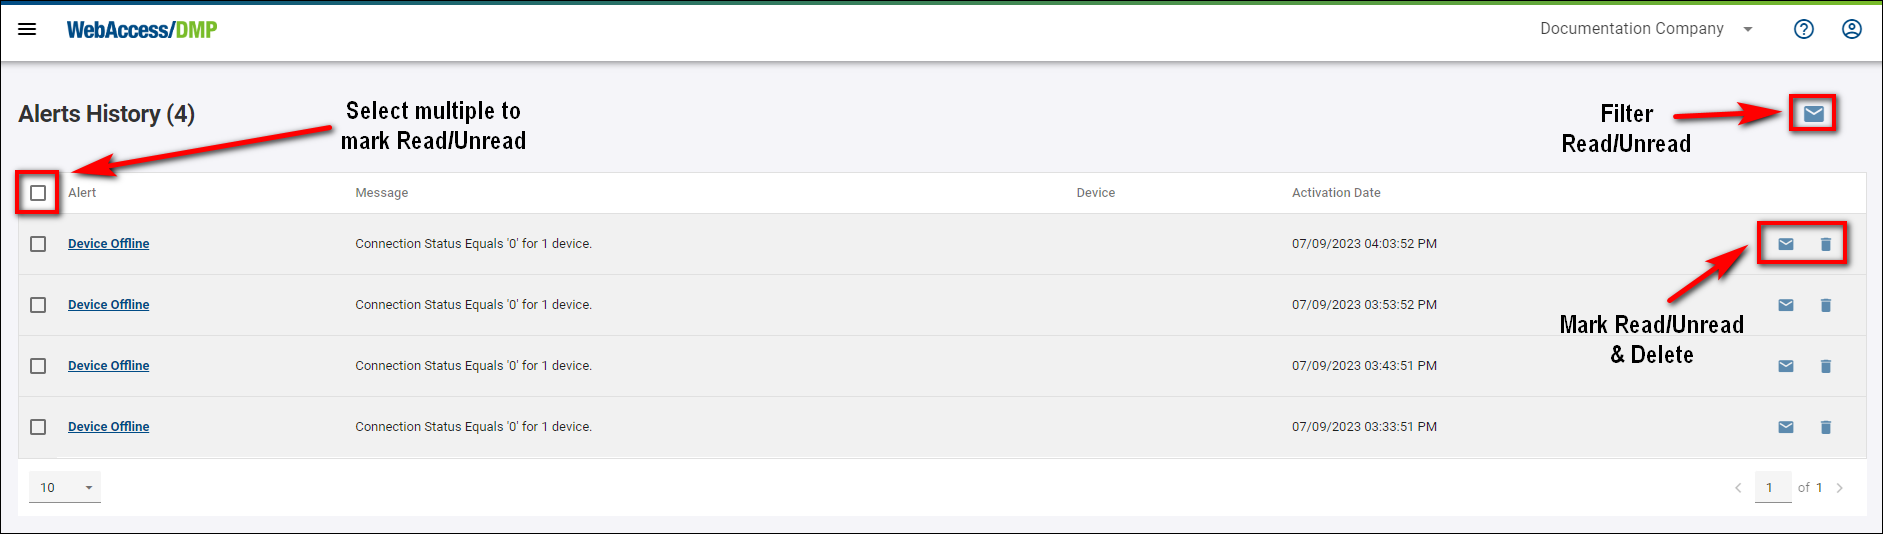 WebAccess/DMP
Documentation Company
Alerts History (4)
Select multiple to
mark Read/Unread
Filter
Read/Unread
Alert Message Device Activation Date
Device Offline Connection Status Equals '0' for 1 device. 07/09/2023 04:03:52 PM
Device Offline Connection Status Equals '0' for 1 device. 07/09/2023 03:53:52 PM
Mark Read/Unread
& Delete
Device Offline Connection Status Equals '0' for 1 device. 07/09/2023 03:43:51 PM
Device Offline Connection Status Equals '0' for 1 device. 07/09/2023 03:33:51 PM
10
1 of 1